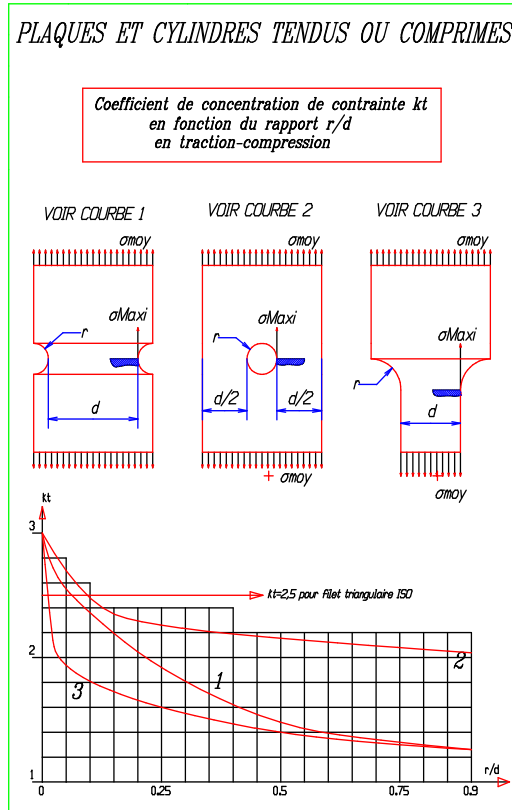 PLAQUES ET CYLINDRES TENDUS OU COMPRIMES
Coefficient de concentration de contrainte kt
en fonction du rapport r/d
en traction-compression
VOIR COURBE 1
VOIR COURBE 2
VOIR COURBE 3
σmoy
σmoy
σmoy
σMaxi
σMaxi
σMaxi
r
r
r
d
d/2
d/2
d
σmoy
kt
3
kt=2,5 pour Filet triangulaire ISO
2
1
2
3
1
0
0.25
0.5
0.9
r/d